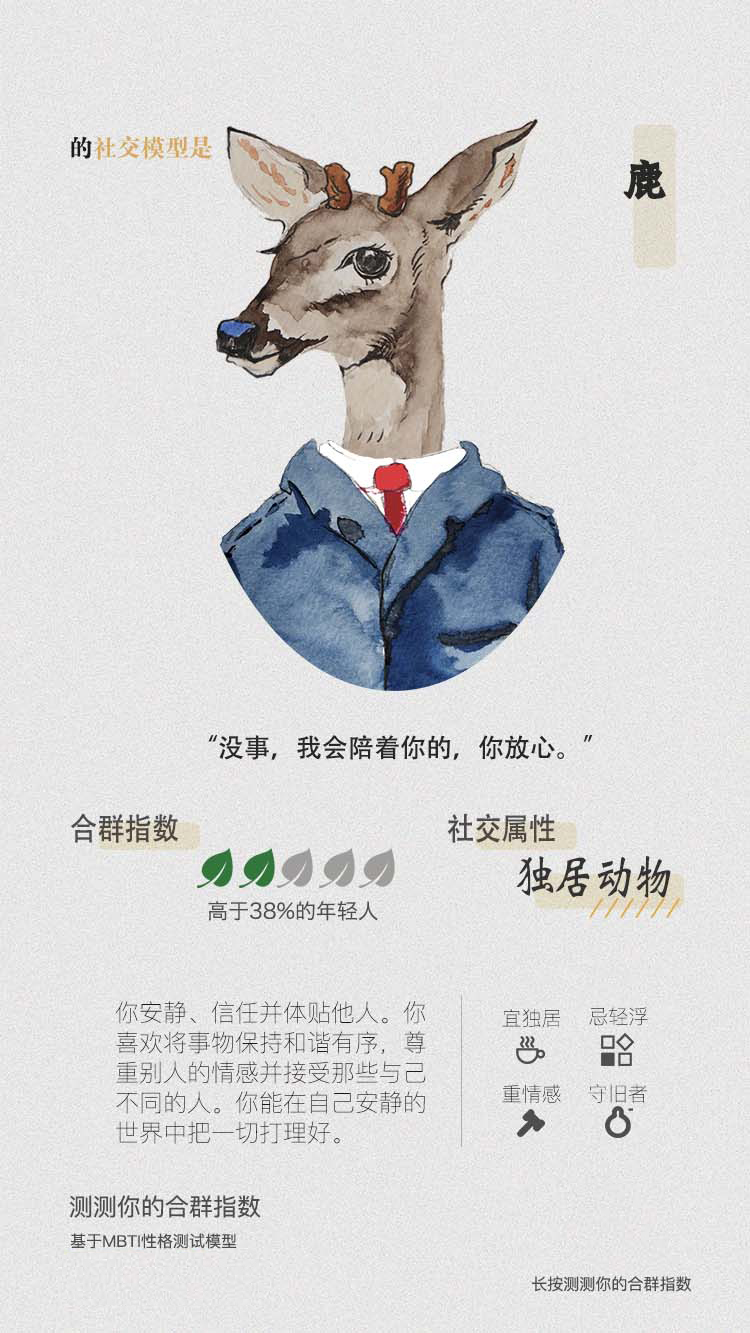 的社交模型是
鹿
“没事，我会陪着你的，你放心。”
合群指数
高于38%的年轻人
社交属性
独居动物
你安静、信任并体贴他人。你
喜欢将事物保持和谐有序，尊
重别人的情感并接受那些与己
不同的人。你能在自己安静的
世界中把一切打理好。
宜独居 忌轻浮
重情感 守旧者
测测你的合群指数
基于MBTI性格测试模型
长按测测你的合群指数